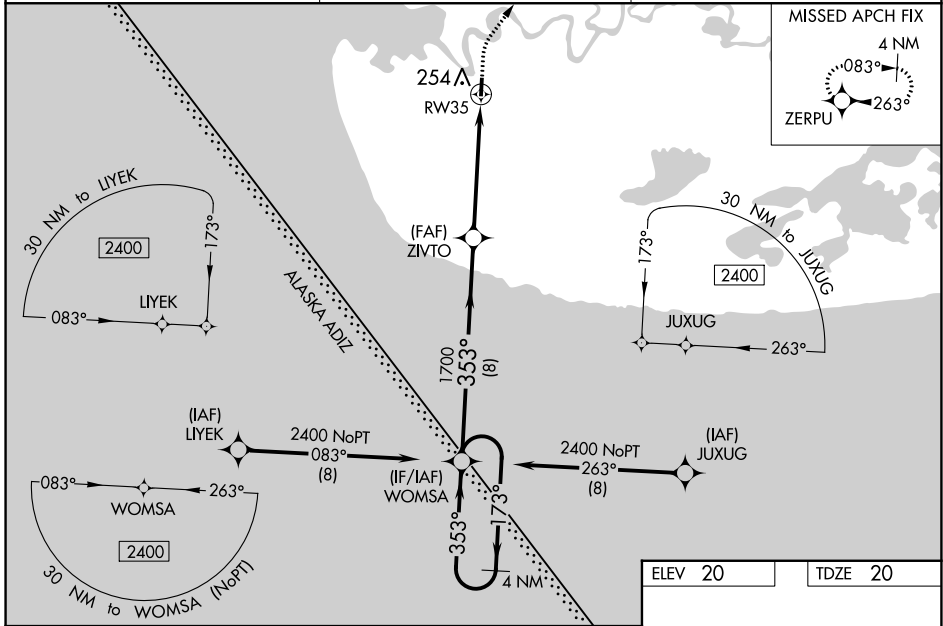 MISSED APCH FIX
4 NM
083°
263°
ZERPU
254
RW35
30 NM to LIYEK
2400
173°
LIYEK
083°
(FAF)
ZIVTO
ALASKA ADIZ
30 NM to JUXUG
173°
2400
JUXUG
263°
1700
353°
(8)
(IAF)
LIYEK
2400 NoPT
083°
(8)
(IF/IAF)
WOMSA
2400 NoPT
263°
(8)
(IAF)
JUXUG
083°
263°
WOMSA
2400
30 NM to WOMSA (NoPT)
353°
173°
4 NM
ELEV 20
TDZE 20